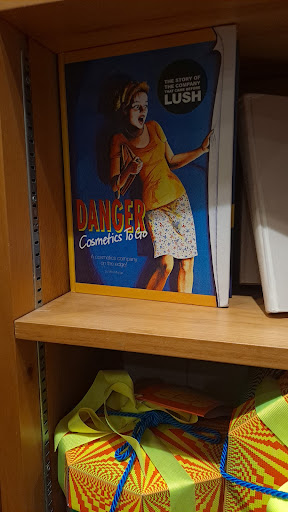 THE STORY OF
THE COMPANY
THAT CAME BEFORE
LUSH
DANGER
Cosmetics To Go
A cosmetics company
on the edge!